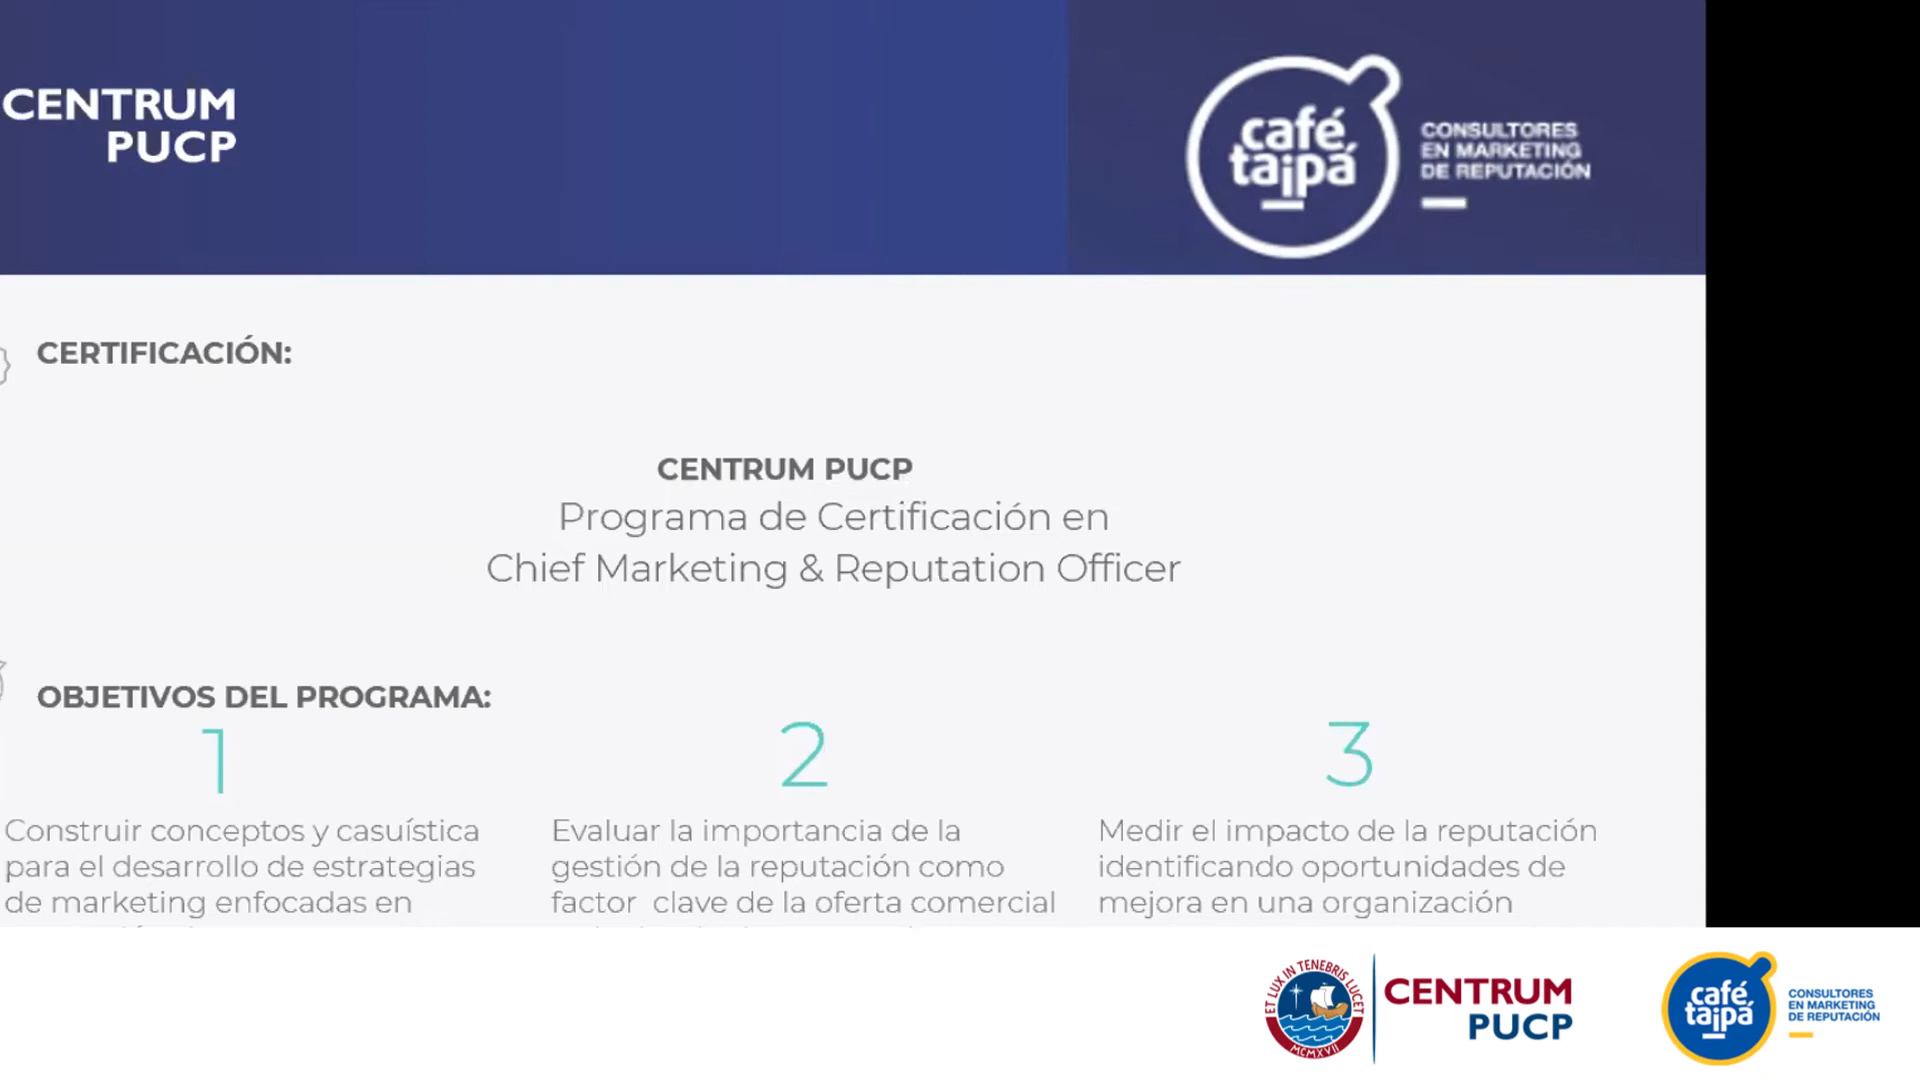 CENTRUM
PUCP
café
taipá
CONSULTORES
EN MARKETING
DE REPUTACIÓN
CERTIFICACIÓN:
CENTRUM PUCP
Programa de Certificación en
Chief Marketing & Reputation Officer
OBJETIVOS DEL PROGRAMA:
1
Construir conceptos y casuística
para el desarrollo de estrategias
de marketing enfocadas en
2
Evaluar la importancia de la
gestión de la reputación como
factor clave de la oferta comercial
3
Medir el impacto de la reputación
identificando oportunidades de
mejora en una organización
ET LUX IN TENEBRIS LUCET
MCMXVII
CENTRUM
PUCP
café
taipá
CONSULTORES
EN MARKETING
DE REPUTACIÓN